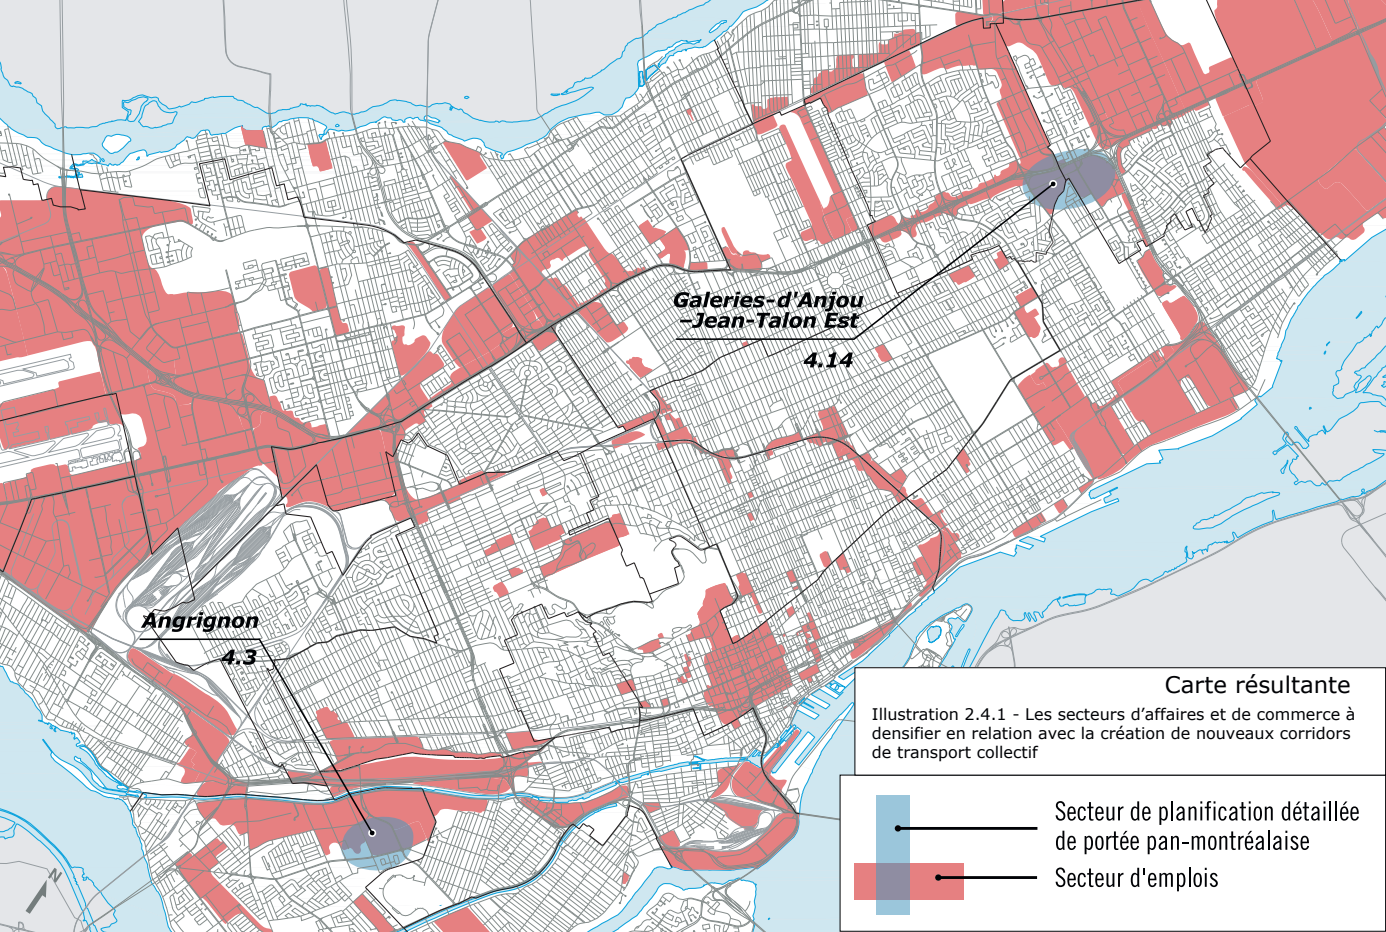 Galeries-d'Anjou
–Jean-Talon Est
4.14
Angrignon
4.3
Carte résultante
Illustration 2.4.1 - Les secteurs d’affaires et de commerce à
densifier en relation avec la création de nouveaux corridors
de transport collectif
Secteur de planification détaillée
de portée pan-montréalaise
Secteur d'emplois
N